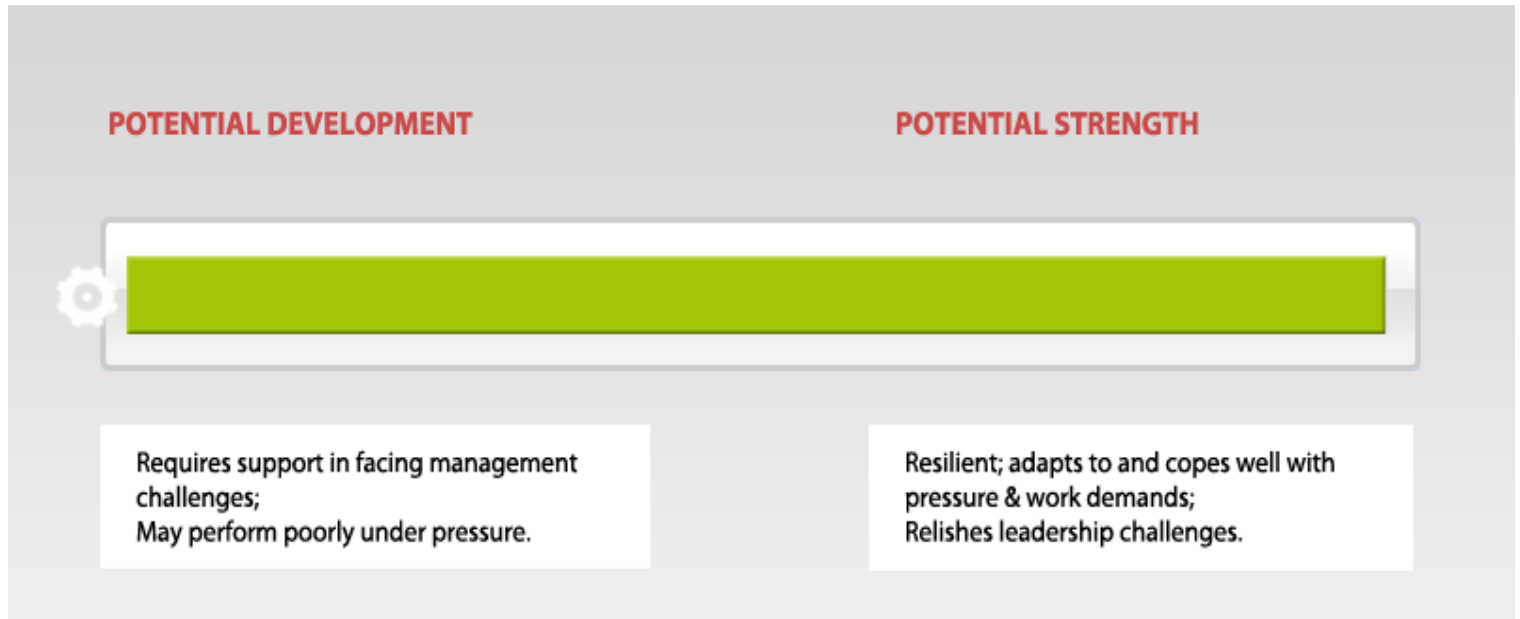 POTENTIAL DEVELOPMENT
POTENTIAL STRENGTH
Requires support in facing management
challenges;
May perform poorly under pressure.
Resilient; adapts to and copes well with
pressure & work demands;
Relishes leadership challenges.